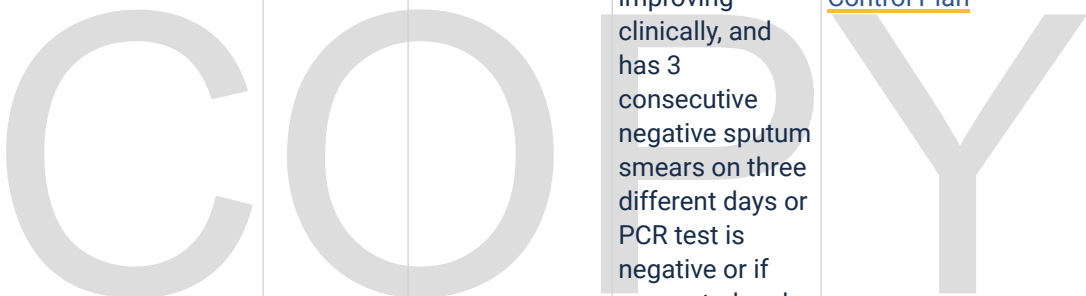 improving
Control Plan
clinically, and
has 3
consecutive
negative sputum
smears on three
different days or
PCR test is
negative or if
COPY